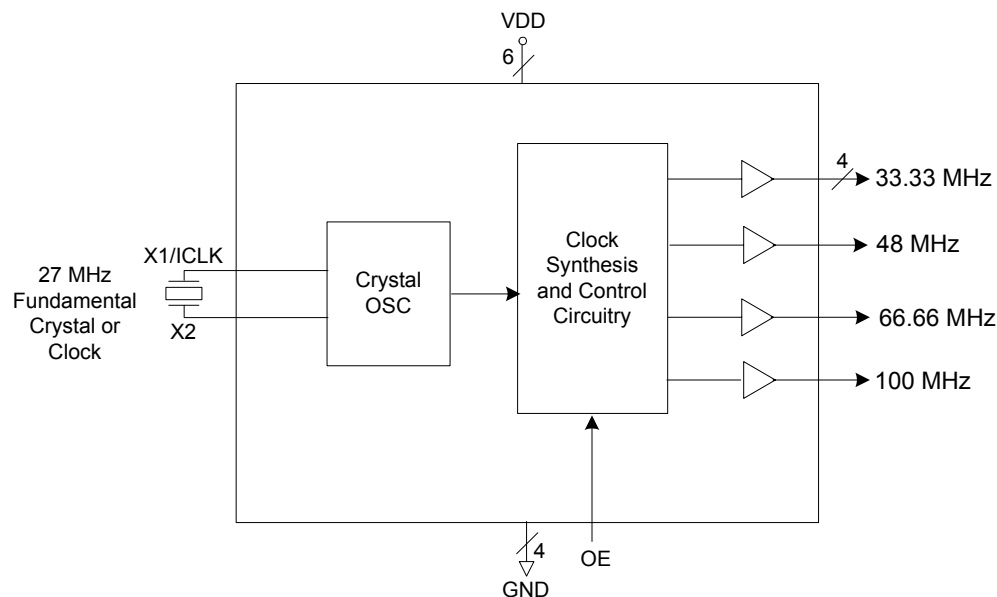 VDD
6
4
33.33 MHz
X1/ICLK
27 MHz
Fundamental
Crystal or
Clock
X2
Crystal
OSC
Clock
Synthesis
and Control
Circuitry
48 MHz
66.66 MHz
100 MHz
4
OE
GND